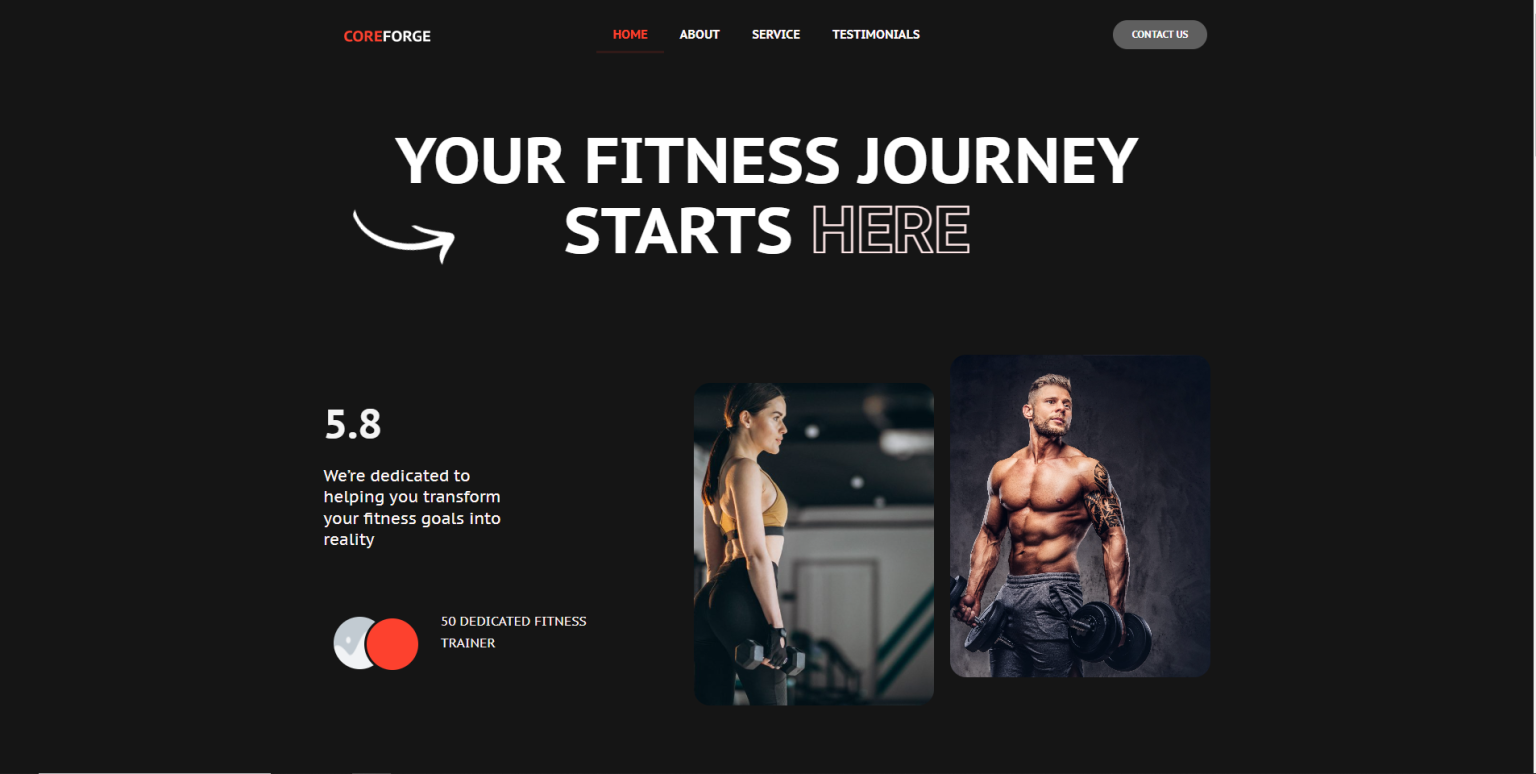 COREFORGE
HOME
ABOUT
SERVICE
TESTIMONIALS
CONTACT US
YOUR FITNESS JOURNEY
STARTS HERE
5.8
We're dedicated to
helping you transform
your fitness goals into
reality
50 DEDICATED FITNESS
TRAINER